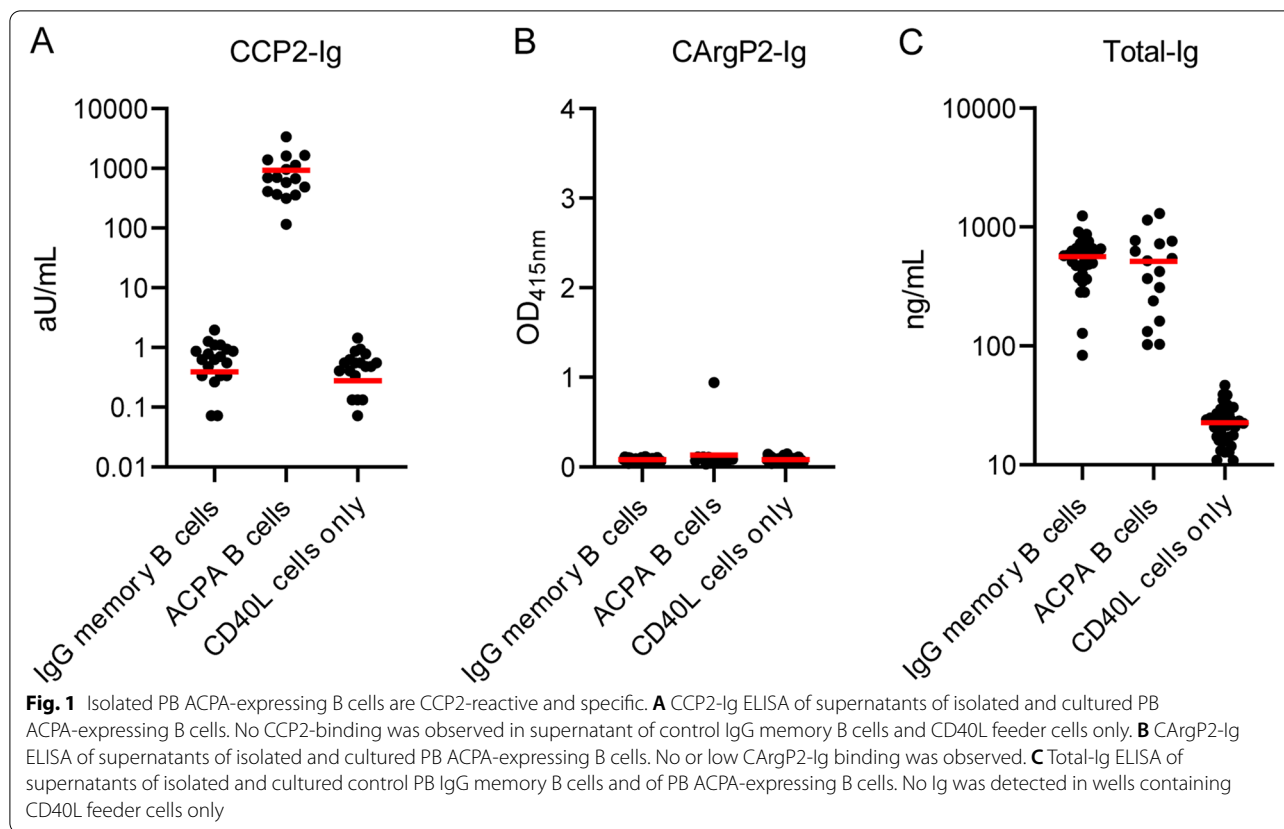 A
CCP2-Ig
aU/mL
10000
1000
100
10
1
0.1
0.01
IgG memory B cells
ACPA B cells
CD40L cells only
B
CArgP2-Ig
OD415nm
4
3
2
1
0
IgG memory B cells
ACPA B cells
CD40L cells only
C
Total-Ig
ng/mL
10000
1000
100
10
IgG memory B cells
ACPA B cells
CD40L cells only
Fig. 1 Isolated PB ACPA-expressing B cells are CCP2-reactive and specific. A CCP2-Ig ELISA of supernatants of isolated and cultured PB
ACPA-expressing B cells. No CCP2-binding was observed in supernatant of control IgG memory B cells and CD40L feeder cells only. B CArgP2-Ig
ELISA of supernatants of isolated and cultured PB ACPA-expressing B cells. No or low CArgP2-Ig binding was observed. C Total-Ig ELISA of
supernatants of isolated and cultured control PB IgG memory B cells and of PB ACPA-expressing B cells. No Ig was detected in wells containing
CD40L feeder cells only